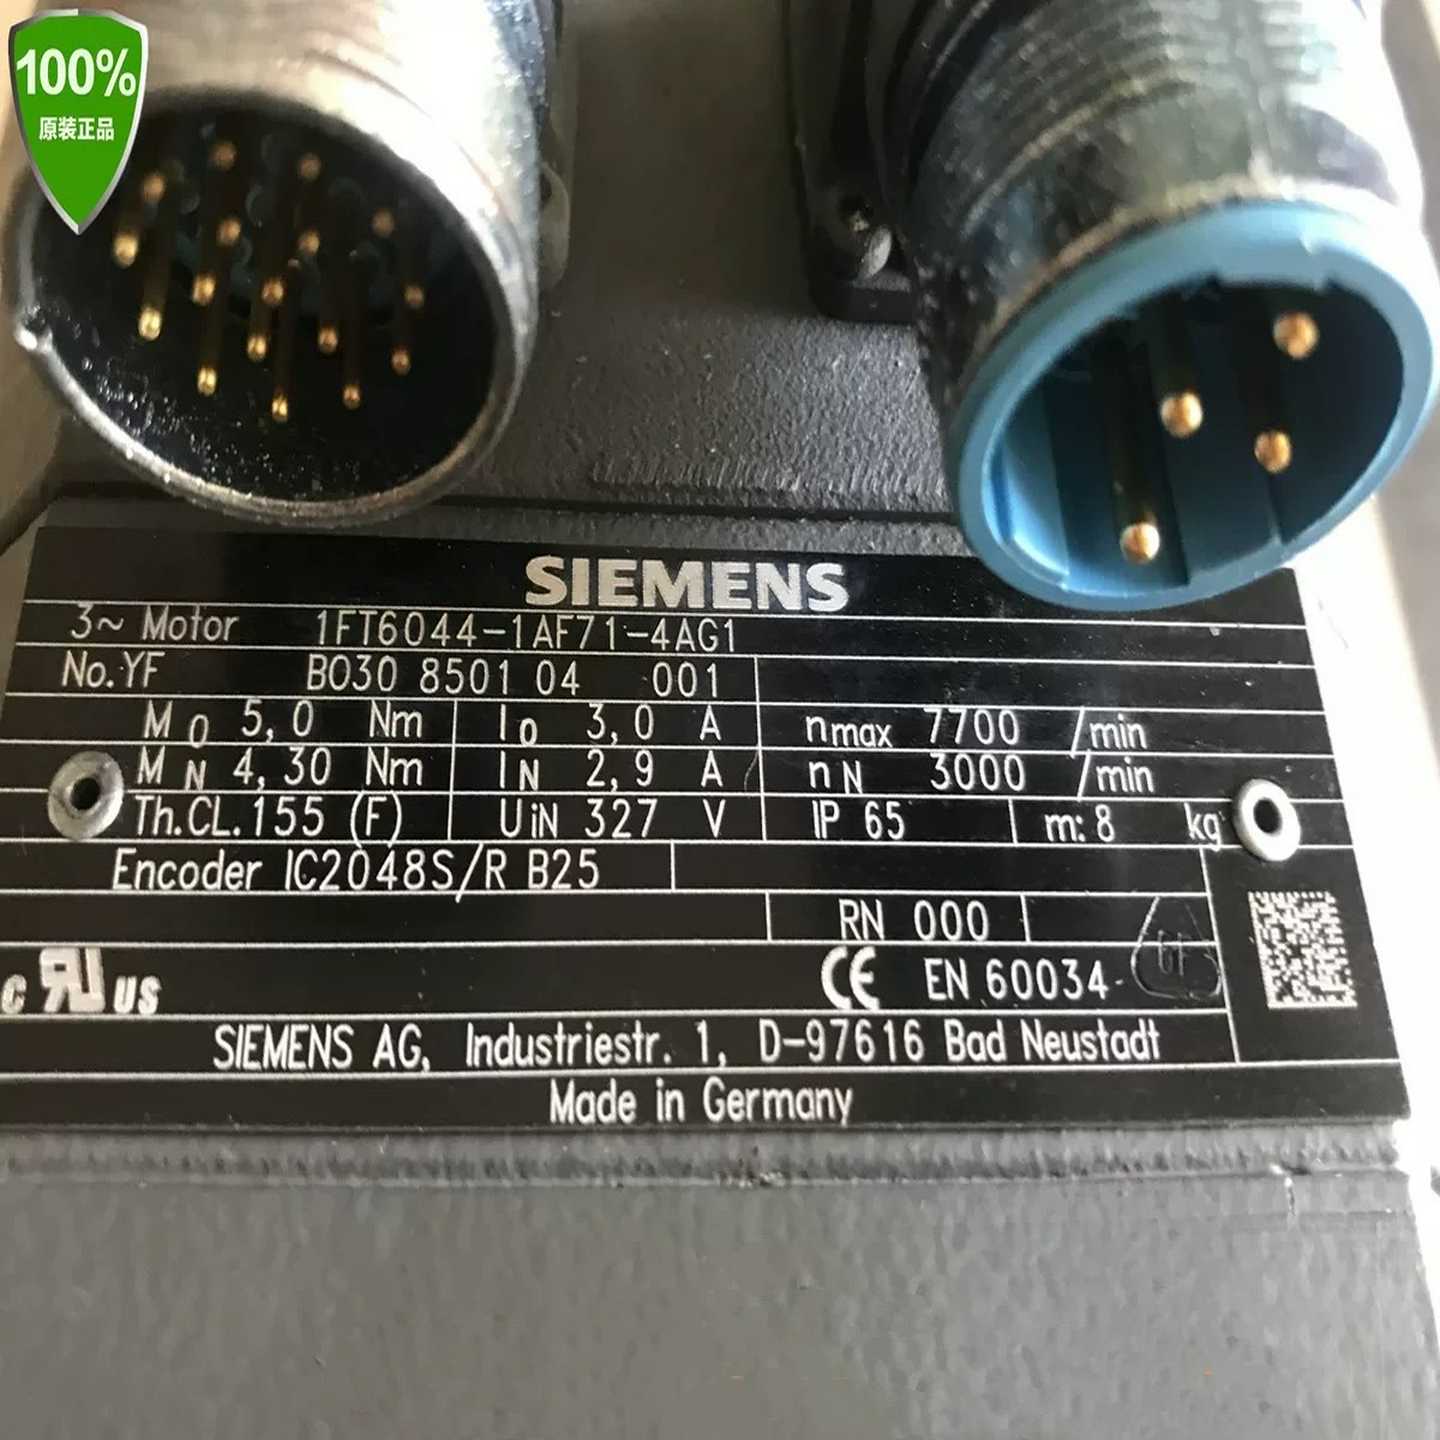 100%
原装正品
SIEMENS
3~ Motor 1FT6044-1AF71-4AG1
No.YF B030 8501 04 001
M0 5,0 Nm I0 3,0 A nmax 7700 /min
MN 4,30 Nm IN 2,9 A nN 3000 /min
Th.CL.155 (F) UiN 327 V IP 65 m: 8 kg
Encoder IC2048S/R B25
RN 000
c RU US CE EN 60034
SIEMENS AG, Industriestr. 1, D-97616 Bad Neustadt
Made in Germany